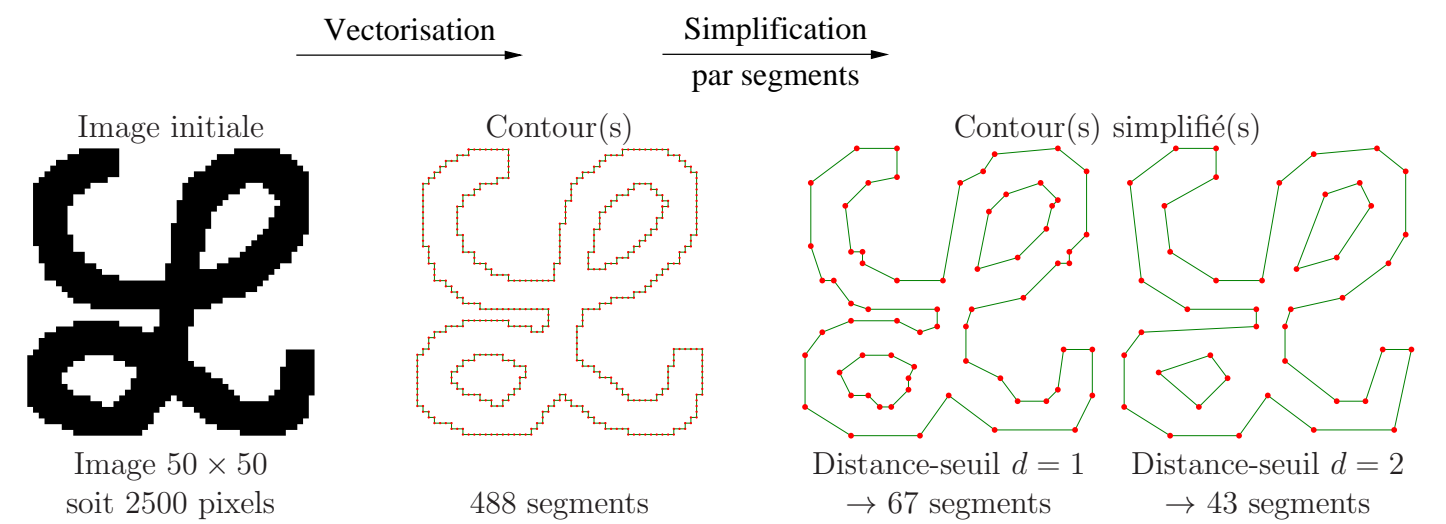 Vectorisation
Simplification
par segments
Image initiale
Contour(s)
Contour(s) simplifié(s)
Image 50 × 50
soit 2500 pixels
488 segments
Distance-seuil d = 1
→ 67 segments
Distance-seuil d = 2
→ 43 segments